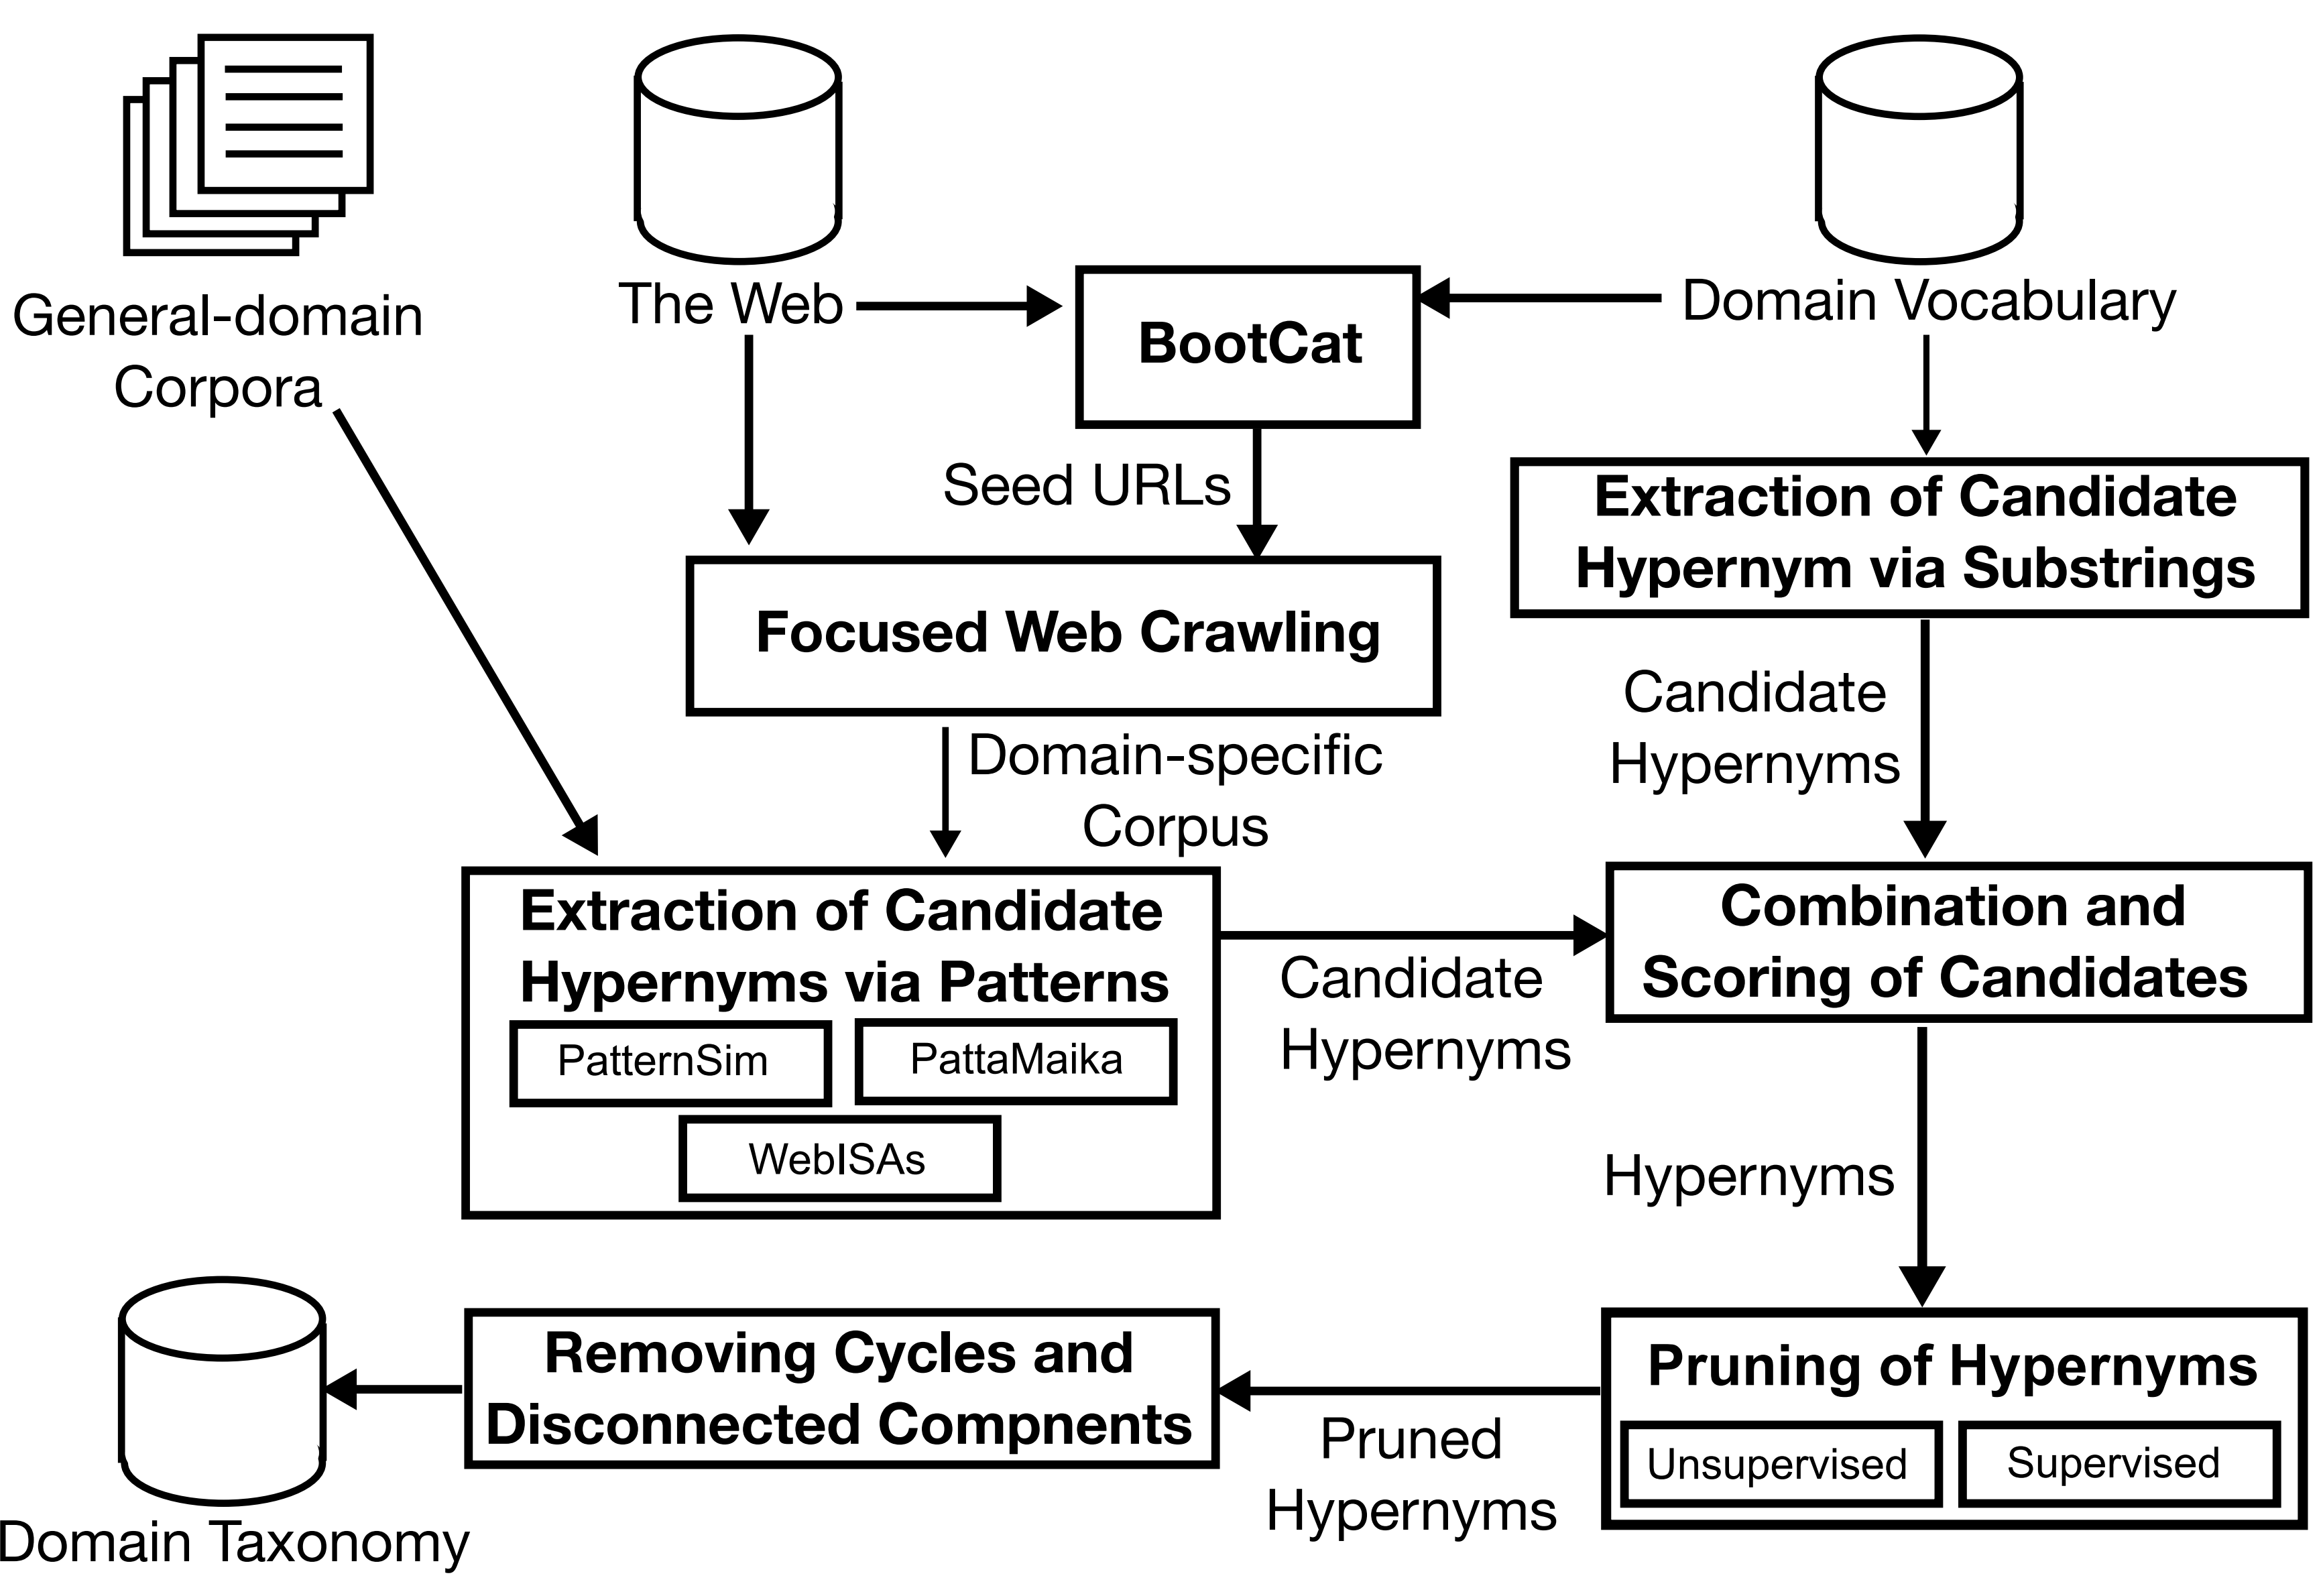 General-domain
Corpora
The Web
BootCat
Domain Vocabulary
Seed URLs
Extraction of Candidate
Hypernym via Substrings
Focused Web Crawling
Candidate
Hypernyms
Domain-specific
Corpus
Extraction of Candidate
Hypernyms via Patterns
PatternSim
PattaMaika
WebISAs
Candidate
Hypernyms
Combination and
Scoring of Candidates
Hypernyms
Pruning of Hypernyms
Unsupervised
Supervised
Pruned
Hypernyms
Removing Cycles and
Disconnected Compnents
Domain Taxonomy